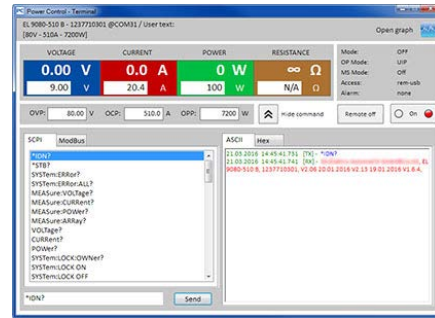 Power Control - Terminal
EL 9080-510 B - 1237110301 @COM31 / User text:
[80V - 510A - 7200W]
Open graph
VOLTAGE CURRENT POWER RESISTANCE
0.00 V 0.0 A 0 W ∞ Ω
9.00 V 20.4 A 100 W N/A Ω
Mode: OFF
OP Mode: UIP
MS Mode: Off
Access: rem-usb
Alarm: none
OVP: 80.00 V OCP: 510.0 A OPP: 7200 W Hide command Remote off On
SCPI ModBus
*IDN?
*STB?
SYSTem:ERRor?
SYSTem:ERRor:ALL?
MEASure:VOLTage?
MEASure:CURRent?
MEASure:POWer?
MEASure:ARRay?
VOLTage?
CURRent?
POWer?
SYSTem:LOCK:OWNer?
SYSTem:LOCK ON
SYSTem:LOCK OFF
*IDN? Send
ASCII Hex
21.03.2016 14:45:41.731 [TX] - *IDN?
21.03.2016 14:45:41.741 [RX] - EL
9080-510 B, 1237110301, V2.06 20.01.2016 V2.13 19.01.2016 V1.6.4,